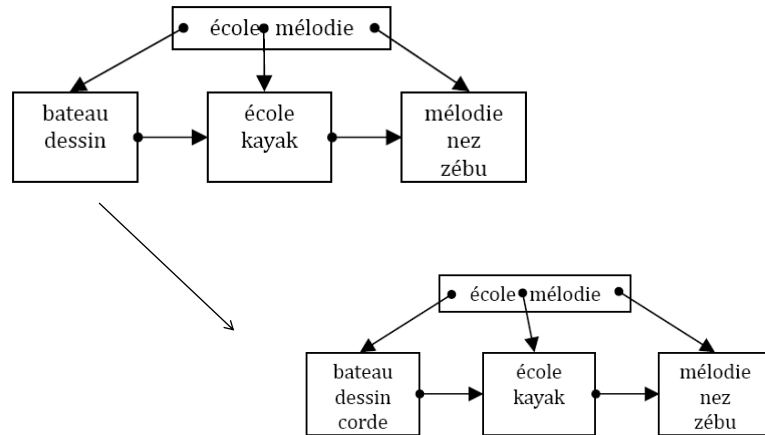 école mélodie
bateau
dessin
école
kayak
mélodie
nez
zébu
école mélodie
bateau
dessin
corde
école
kayak
mélodie
nez
zébu